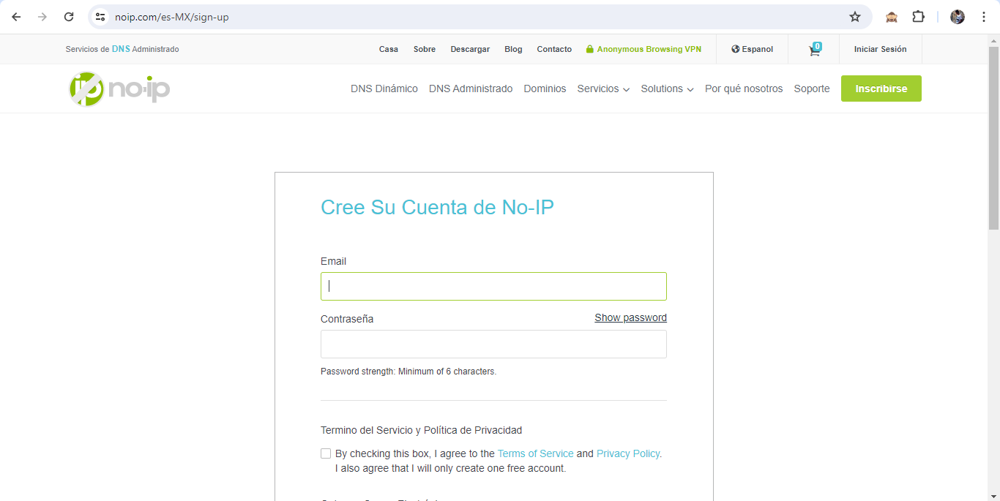 noip.com/es-MX/sign-up
Servicios de DNS Administrado
Casa Sobre Descargar Blog Contacto Anonymous Browsing VPN Espanol 0 Iniciar Sesión
no-ip
DNS Dinámico DNS Administrado Dominios Servicios Solutions Por qué nosotros Soporte Inscribirse
Cree Su Cuenta de No-IP
Email
Contraseña Show password
Password strength: Minimum of 6 characters.
Termino del Servicio y Política de Privacidad
By checking this box, I agree to the Terms of Service and Privacy Policy.
I also agree that I will only create one free account.